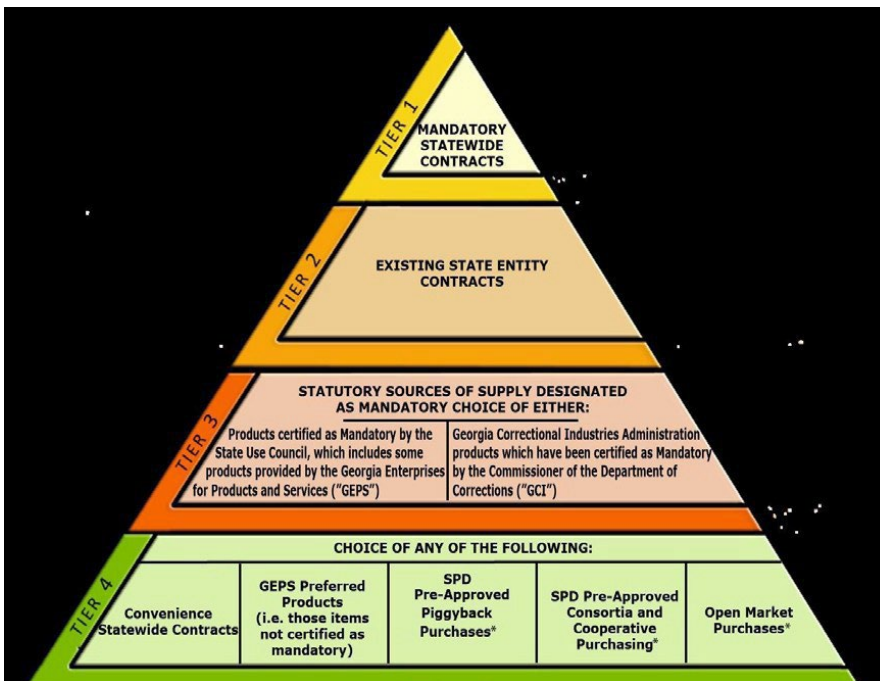 TIER 1
MANDATORY
STATEWIDE
CONTRACTS
TIER 2
EXISTING STATE ENTITY
CONTRACTS
TIER 3
STATUTORY SOURCES OF SUPPLY DESIGNATED
AS MANDATORY CHOICE OF EITHER:
Products certified as Mandatory by the
State Use Council, which includes some
products provided by the Georgia Enterprises
for Products and Services ("GEPS")
Georgia Correctional Industries Administration
products which have been certified as Mandatory
by the Commissioner of the Department of
Corrections ("GCI")
TIER 4
CHOICE OF ANY OF THE FOLLOWING:
Convenience
Statewide Contracts
GEPS Preferred
Products
(i.e. those items
not certified as
mandatory)
SPD
Pre-Approved
Piggyback
Purchases*
SPD Pre-Approved
Consortia and
Cooperative
Purchasing*
Open Market
Purchases*